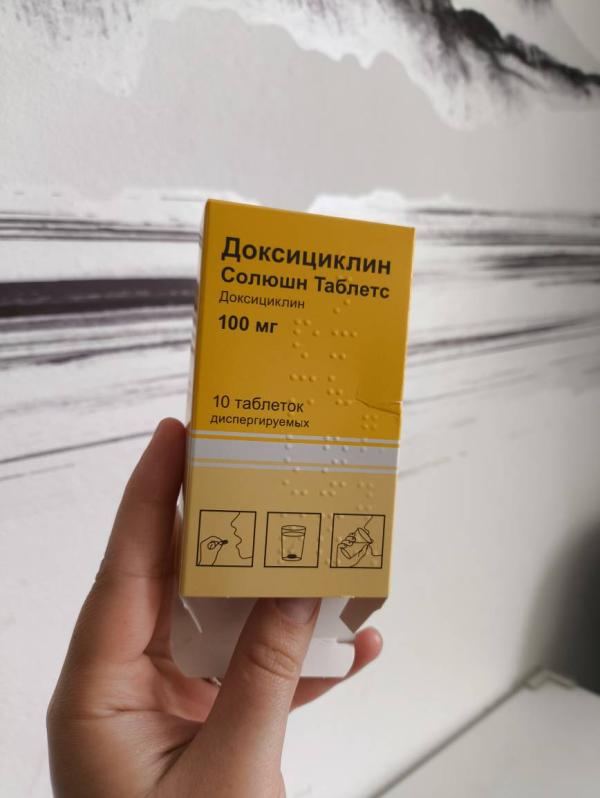 Доксициклин
Солюшн Таблетс
Доксициклин
100 мг
10 таблеток
диспергируемых